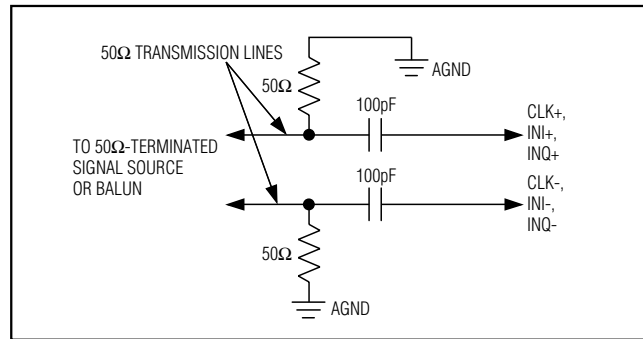 50Ω TRANSMISSION LINES
AGND
50Ω
100pF
CLK+,
INI+,
INQ+
TO 50Ω-TERMINATED
SIGNAL SOURCE
OR BALUN
100pF
CLK-,
INI-,
INQ-
50Ω
AGND